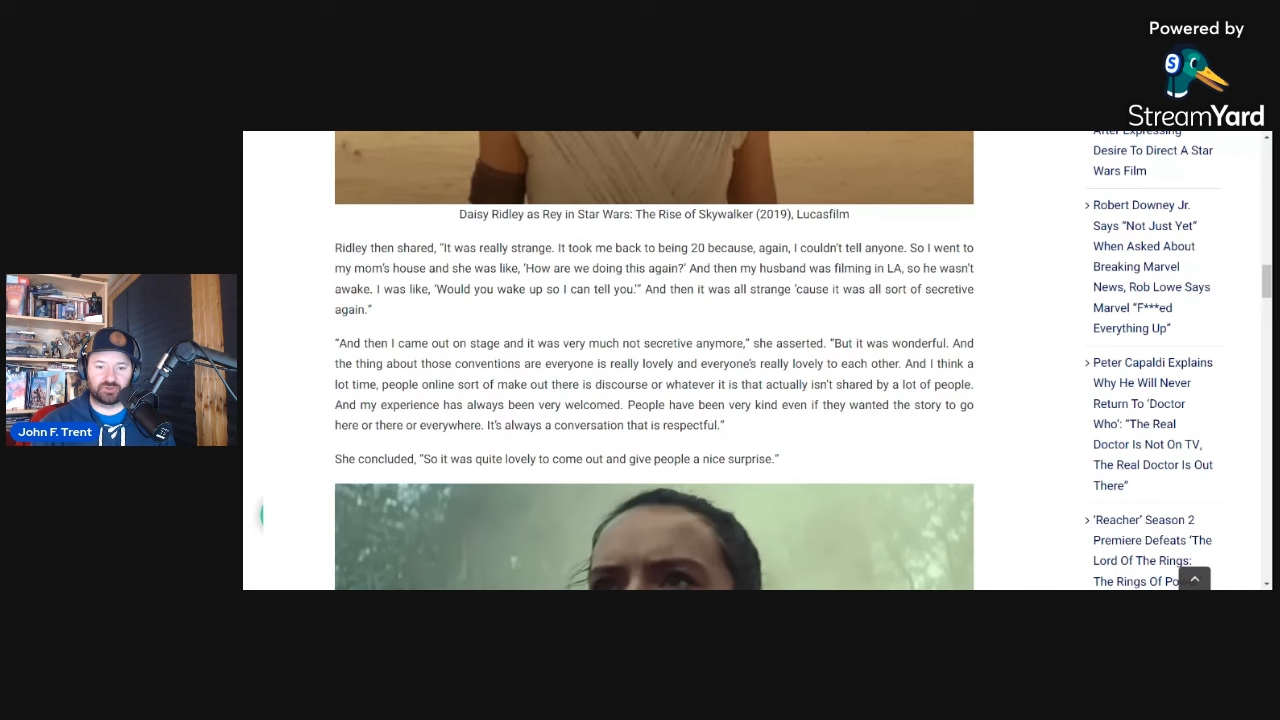 Powered by
S
StreamYard
Daisy Ridley as Rey in Star Wars: The Rise of Skywalker (2019), Lucasfilm
Ridley then shared, “It was really strange. It took me back to being 20 because, again, I couldn’t tell anyone. So I went to
my mom’s house and she was like, ‘How are we doing this again?’ And then my husband was filming in LA, so he wasn’t
awake. I was like, ‘Would you wake up so I can tell you.’” And then it was all strange ’cause it was all sort of secretive
again.”
“And then I came out on stage and it was very much not secretive anymore,” she asserted. “But it was wonderful. And
the thing about those conventions are everyone is really lovely and everyone’s really lovely to each other. And I think a
lot time, people online sort of make out there is discourse or whatever it is that actually isn’t shared by a lot of people.
And my experience has always been very welcomed. People have been very kind even if they wanted the story to go
here or there or everywhere. It’s always a conversation that is respectful.”
She concluded, “So it was quite lovely to come out and give people a nice surprise.”
After Expressing
Desire To Direct A Star
Wars Film
Robert Downey Jr.
Says “Not Just Yet”
When Asked About
Breaking Marvel
News, Rob Lowe Says
Marvel “F***ed
Everything Up”
Peter Capaldi Explains
Why He Will Never
Return To ‘Doctor
Who’: “The Real
Doctor Is Not On TV,
The Real Doctor Is Out
There”
‘Reacher’ Season 2
Premiere Defeats ‘The
Lord Of The Rings:
The Rings Of
John F. Trent